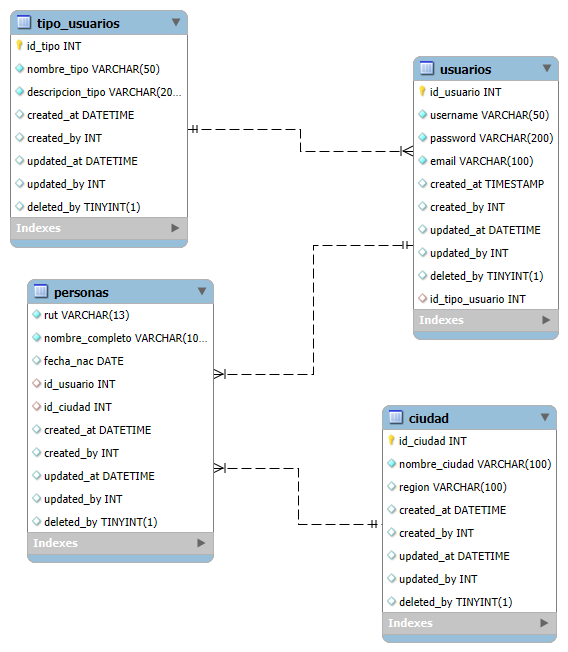 tipo_usuarios
id_tipo INT
nombre_tipo VARCHAR(50)
descripcion_tipo VARCHAR(20...
created_at DATETIME
created_by INT
updated_at DATETIME
updated_by INT
deleted_by TINYINT(1)
Indexes
usuarios
id_usuario INT
username VARCHAR(50)
password VARCHAR(200)
email VARCHAR(100)
created_at TIMESTAMP
created_by INT
updated_at DATETIME
updated_by INT
deleted_by TINYINT(1)
id_tipo_usuario INT
Indexes
personas
rut VARCHAR(13)
nombre_completo VARCHAR(10...
fecha_nac DATE
id_usuario INT
id_ciudad INT
created_at DATETIME
created_by INT
updated_at DATETIME
updated_by INT
deleted_by TINYINT(1)
Indexes
ciudad
id_ciudad INT
nombre_ciudad VARCHAR(100)
region VARCHAR(100)
created_at DATETIME
created_by INT
updated_at DATETIME
updated_by INT
deleted_by TINYINT(1)
Indexes